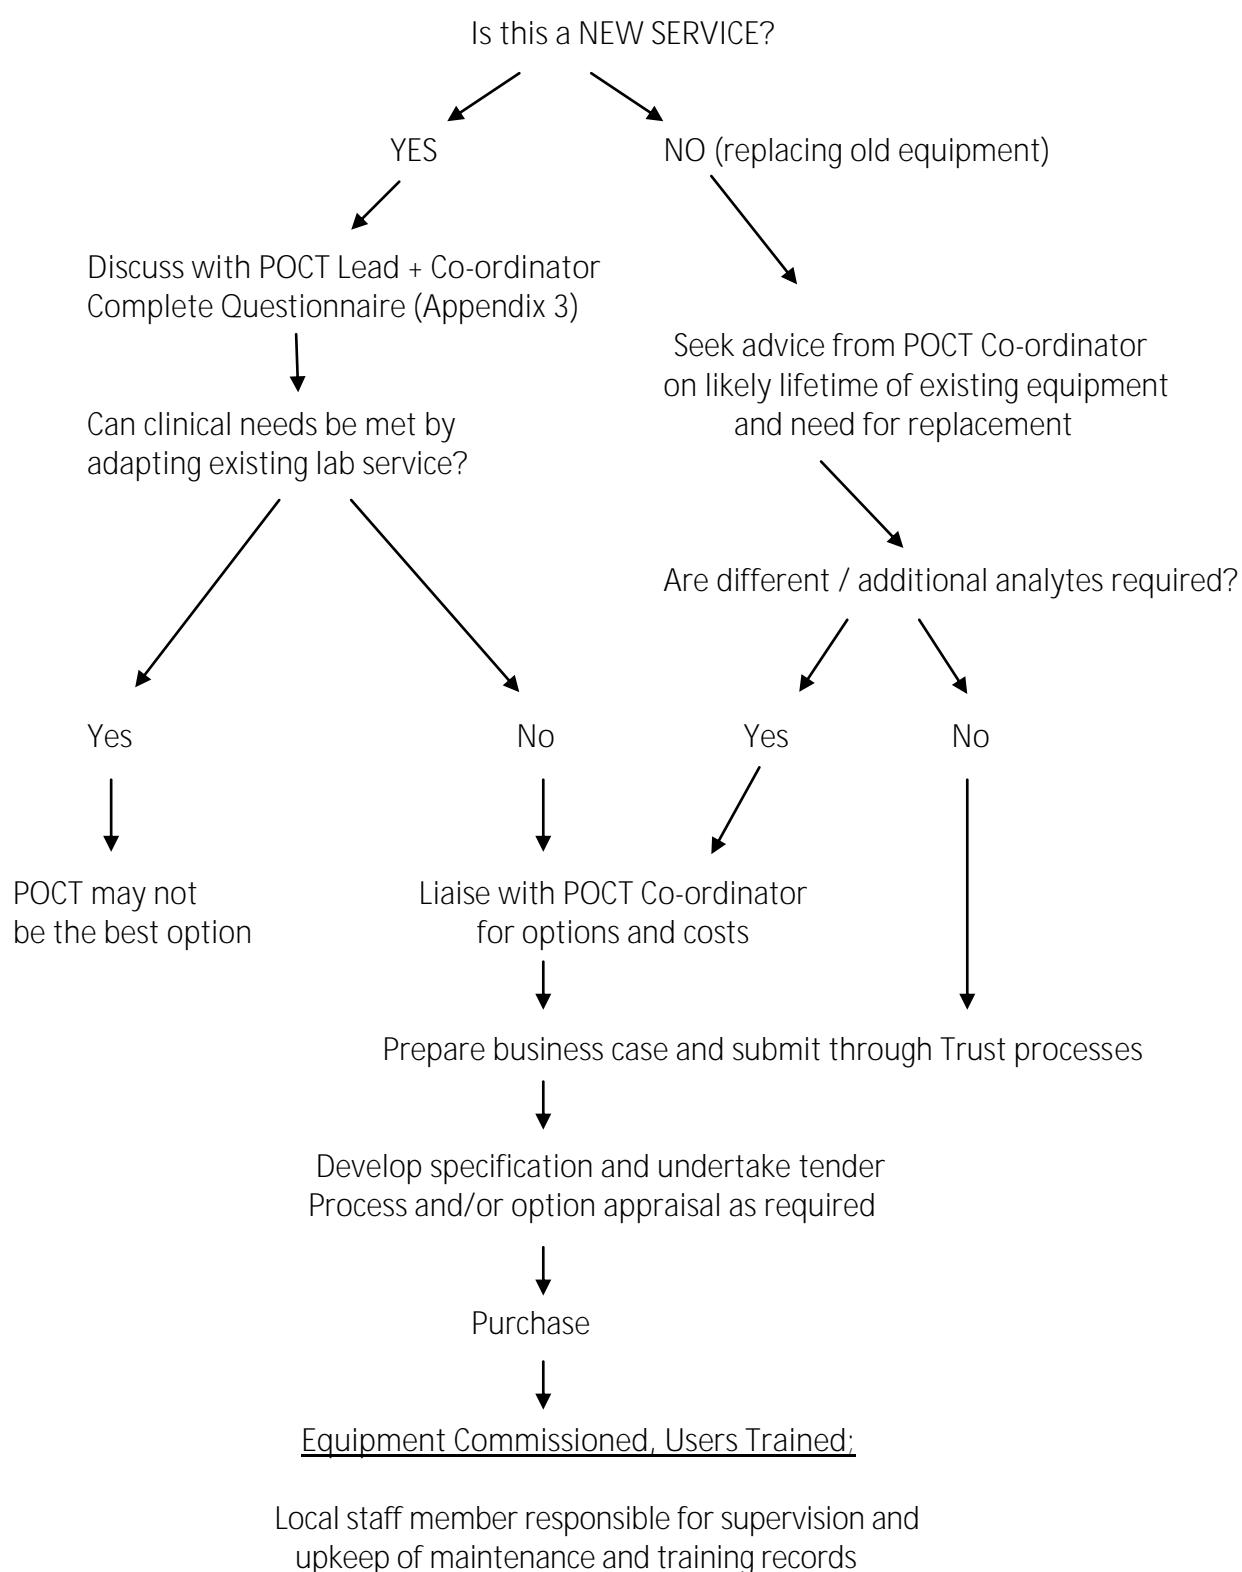 Is this a NEW SERVICE?
YES
NO (replacing old equipment)
Discuss with POCT Lead + Co-ordinator
Complete Questionnaire (Appendix 3)
Seek advice from POCT Co-ordinator
on likely lifetime of existing equipment
and need for replacement
Can clinical needs be met by
adapting existing lab service?
Are different / additional analytes required?
Yes
No
Yes
No
POCT may not
be the best option
Liaise with POCT Co-ordinator
for options and costs
Prepare business case and submit through Trust processes
Develop specification and undertake tender
Process and/or option appraisal as required
Purchase
Equipment Commissioned, Users Trained;
Local staff member responsible for supervision and
upkeep of maintenance and training records